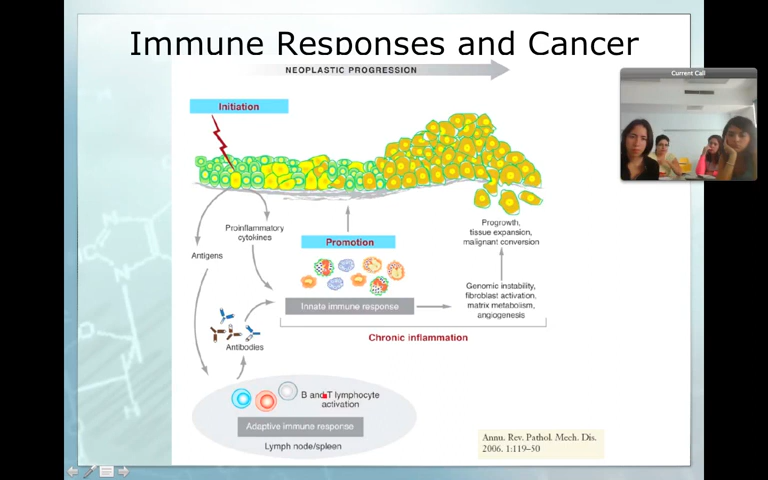 Immune Responses and Cancer
NEOPLASTIC PROGRESSION
Current Call
Initiation
Proinflammatory
cytokines
Antigens
Promotion
Progrowth,
tissue expansion,
malignant conversion
Genomic instability,
fibroblast activation,
matrix metabolism,
angiogenesis
Innate immune response
Chronic inflammation
Antibodies
B and T lymphocyte
activation
Adaptive immune response
Lymph node/spleen
Annu. Rev. Pathol. Mech. Dis.
2006. 1:119–50